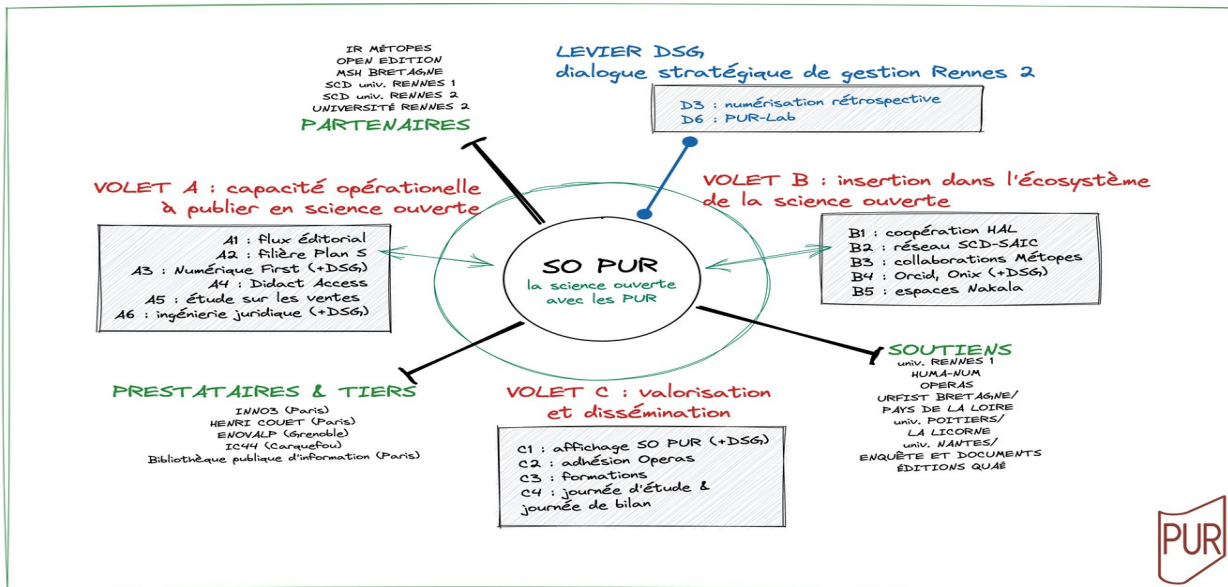 IR MÉTOPES
OPEN EDITION
MSH BRETAGNE
SCD univ. RENNES 1
SCD univ. RENNES 2
UNIVERSITÉ RENNES 2
PARTENAIRES
LEVIER DSG
dialogue stratégique de gestion Rennes 2
D3 : numérisation rétrospective
D6 : PUR-Lab
VOLET A : capacité opérationelle
à publier en science ouverte
A1 : flux éditorial
A2 : filière Plan S
A3 : Numérique First (+DSG)
A4 : Didact Access
A5 : étude sur les ventes
A6 : ingénierie juridique (+DSG)
SO PUR
la science ouverte
avec les PUR
VOLET B : insertion dans l'écosystème
de la science ouverte
B1 : coopération HAL
B2 : réseau SCD-SAIC
B3 : collaborations Métopes
B4 : Orcid, Onix (+DSG)
B5 : espaces Nakala
PRESTATAIRES & TIERS
INNO3 (Paris)
HENRI COUET (Paris)
ENOVALP (Grenoble)
IC44 (Carquefou)
Bibliothèque publique d'information (Paris)
VOLET C : valorisation
et dissémination
C1 : affichage SO PUR (+DSG)
C2 : adhésion Operas
C3 : formations
C4 : journée d'étude &
journée de bilan
SOUTIENS
univ. RENNES 1
HUMA-NUM
OPERAS
URFIST BRETAGNE/
PAYS DE LA LOIRE
univ. POITIERS/
LA LICORNE
univ. NANTES/
ENQUÊTE ET DOCUMENTS
ÉDITIONS QUAÉ
PUR